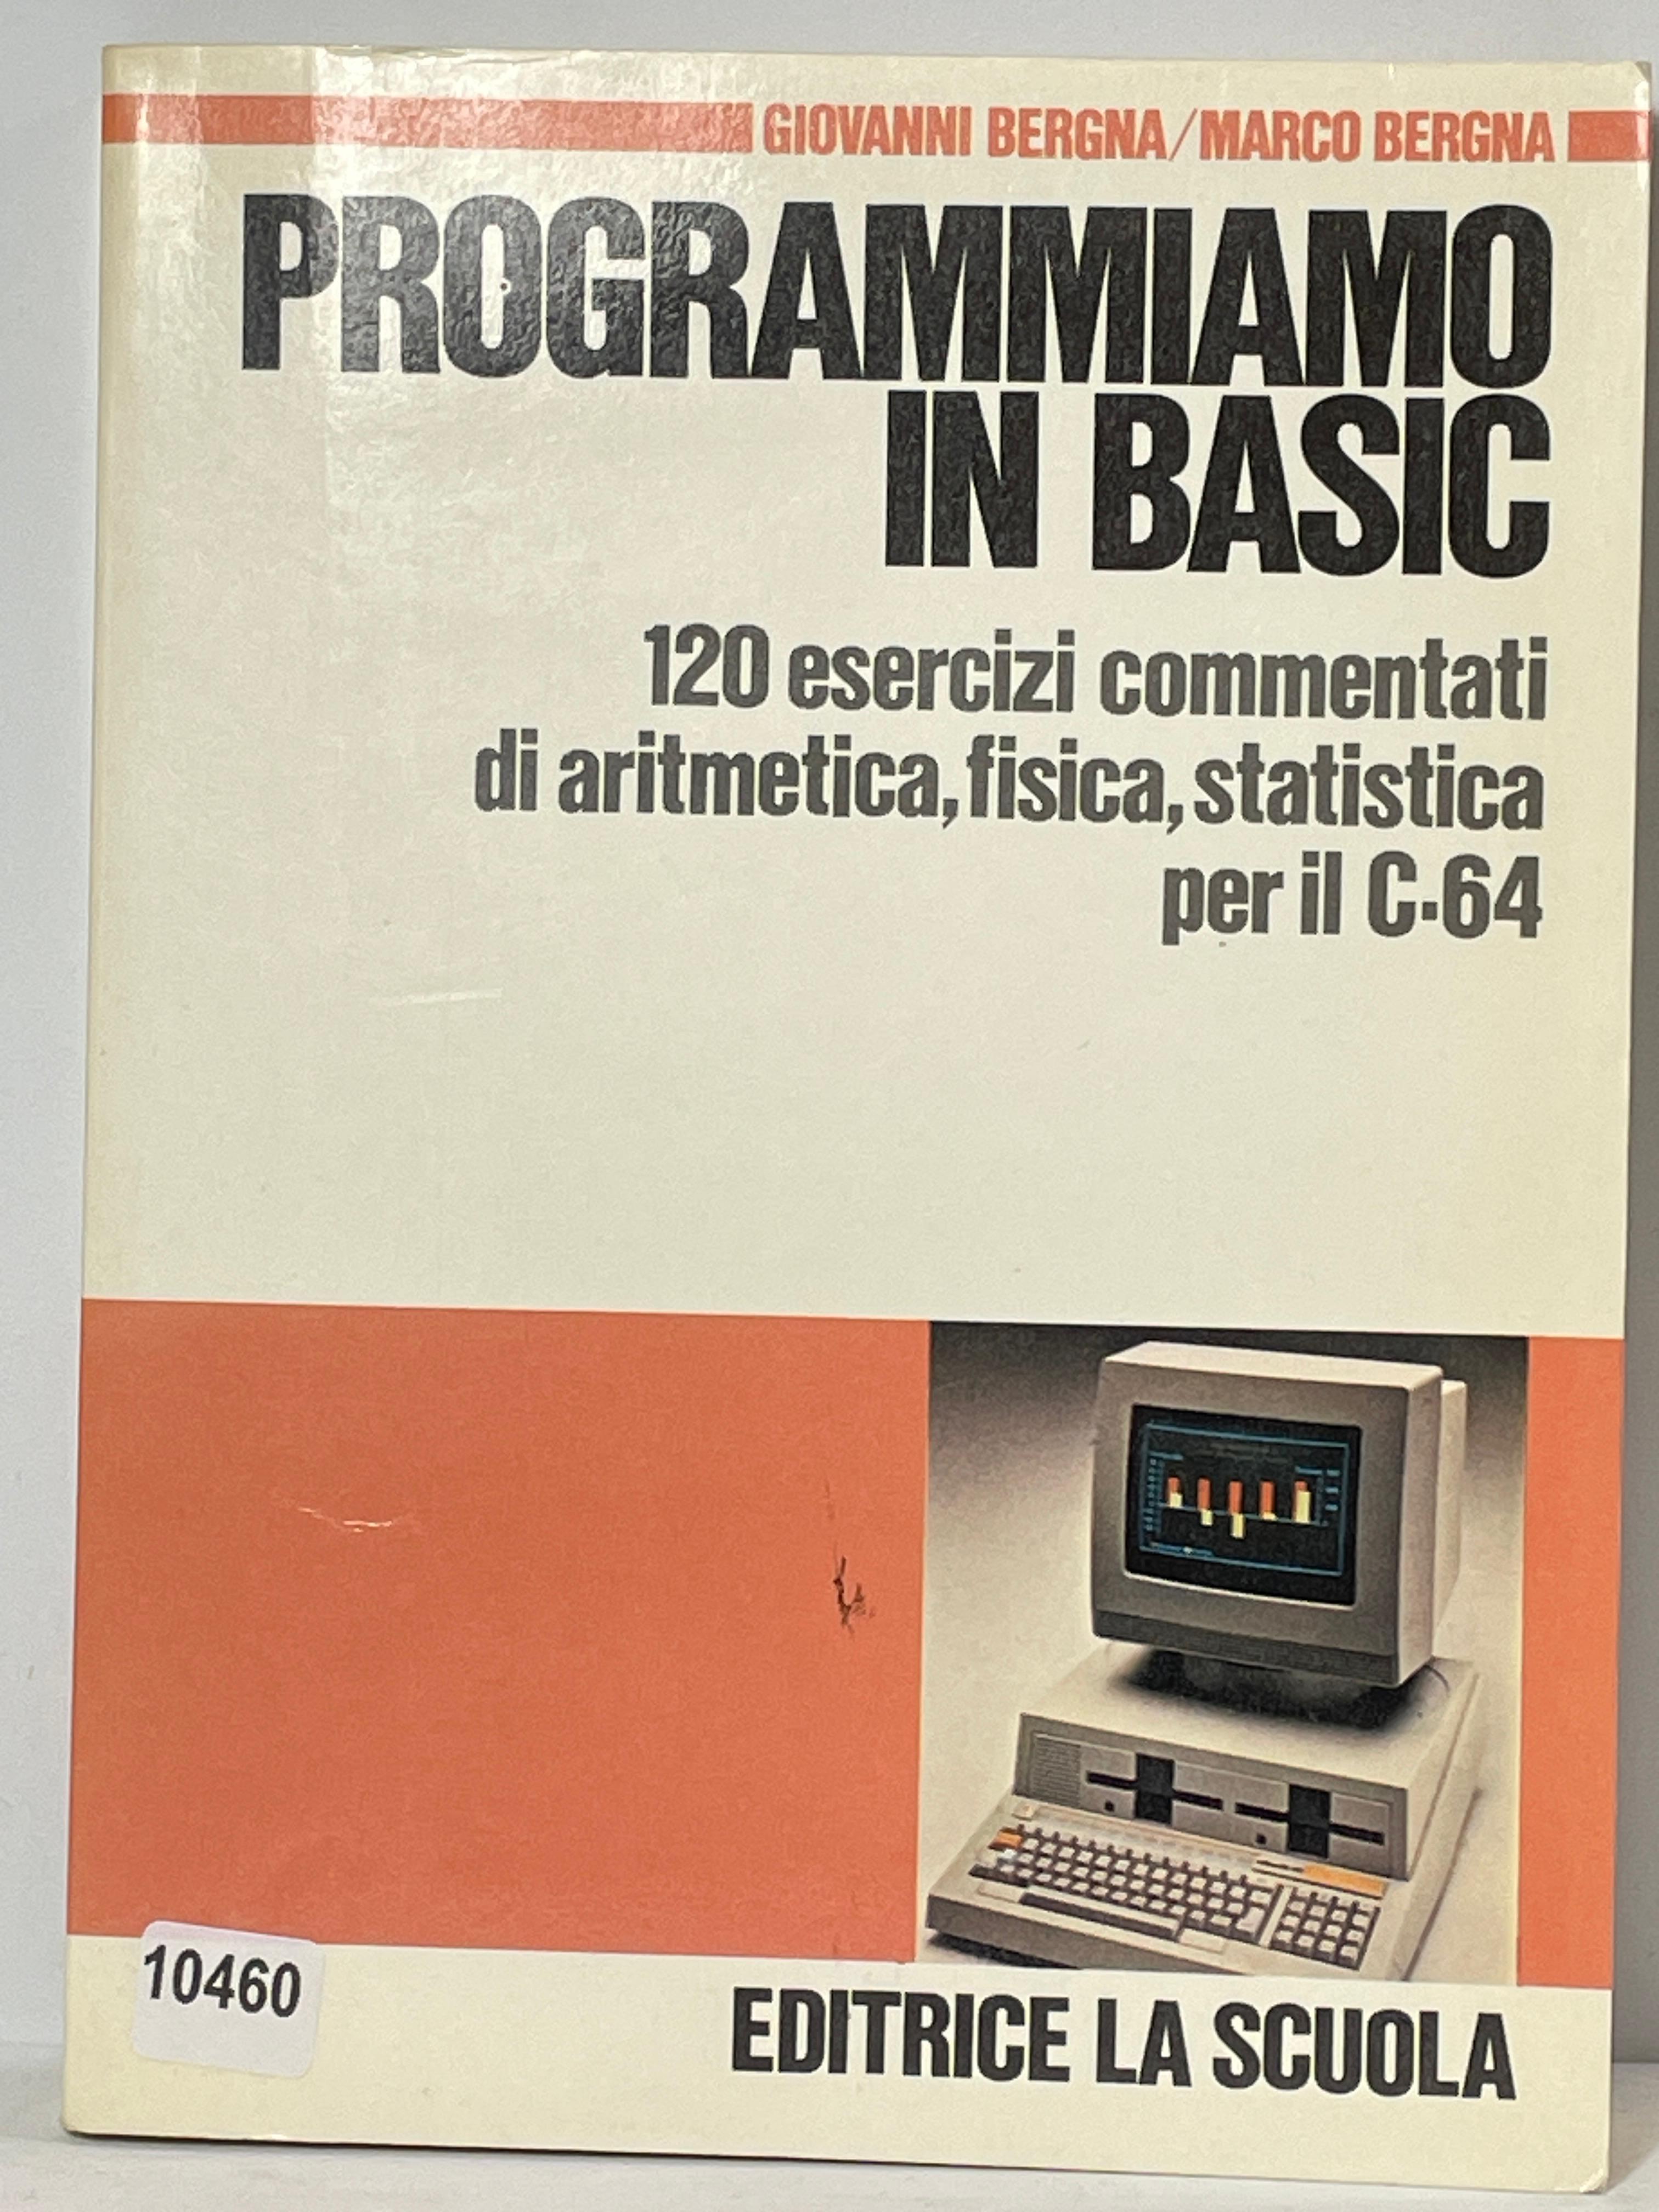 GIOVANNI BERGNA/MARCO BERGNA
PROGRAMMIAMO
IN BASIC
120 esercizi commentati
di aritmetica, fisica, statistica
per il C-64
10460
EDITRICE LA SCUOLA